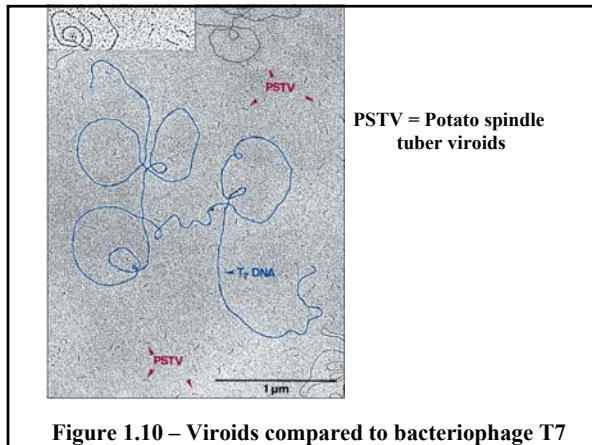 PSTV
PSTV = Potato spindle
tuber viroids
T7 DNA
PSTV
1 μm
Figure 1.10 – Viroids compared to bacteriophage T7